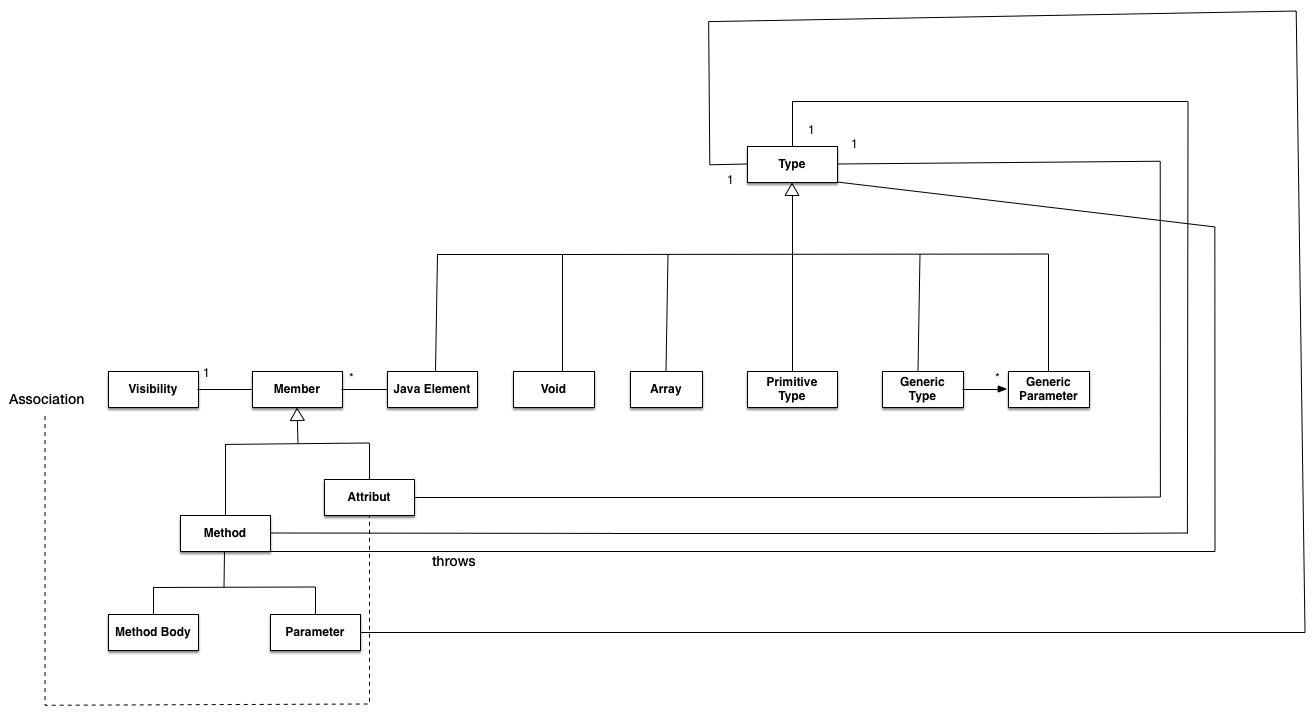 1
1
Type
1
Visibility
1
Member
*
Java Element
Void
Array
Primitive
Type
Generic
Type
*
Generic
Parameter
Association
Attribut
Method
throws
Method Body
Parameter